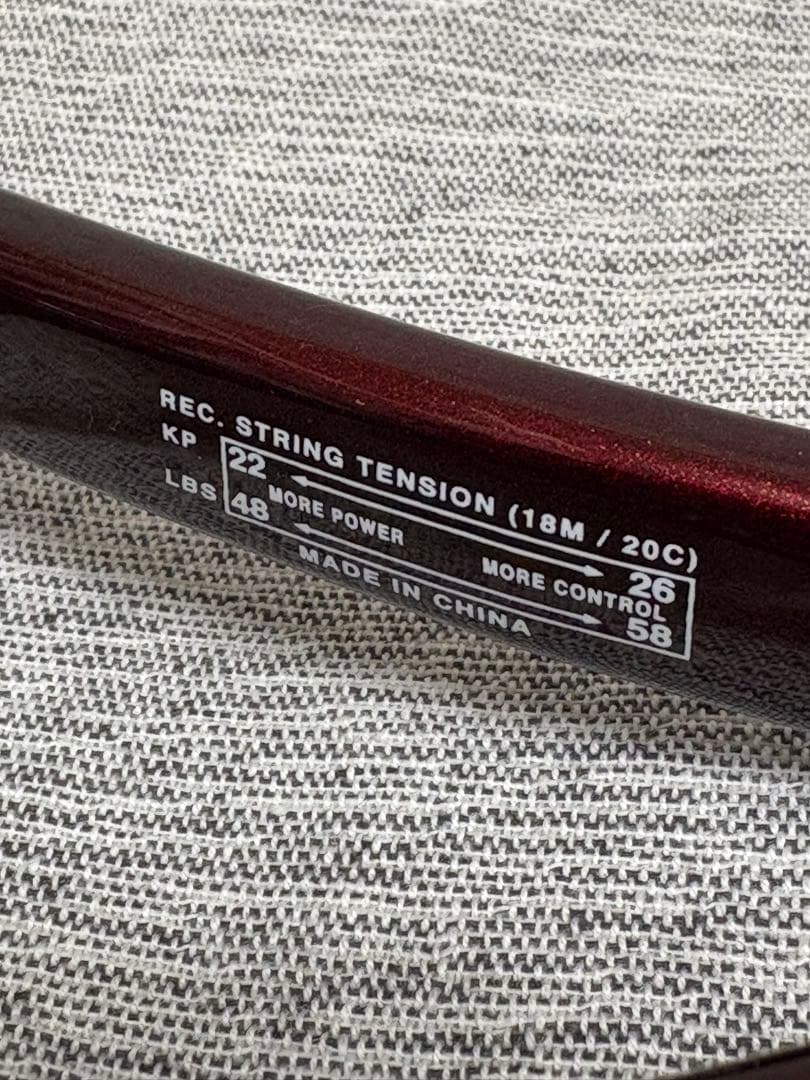 REC. STRING TENSION (18M / 20C)
KP 22 26
MORE POWER MORE CONTROL
LBS 48 58
MADE IN CHINA